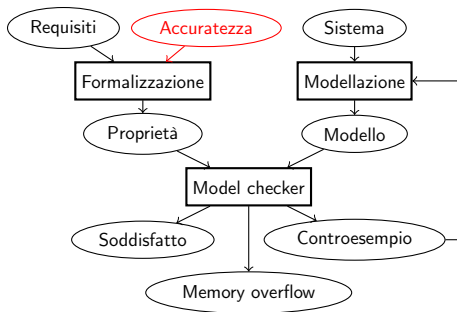 Requisiti
Accuratezza
Sistema
Formalizzazione
Modellazione
Proprietà
Modello
Model checker
Soddisfatto
Controesempio
Memory overflow